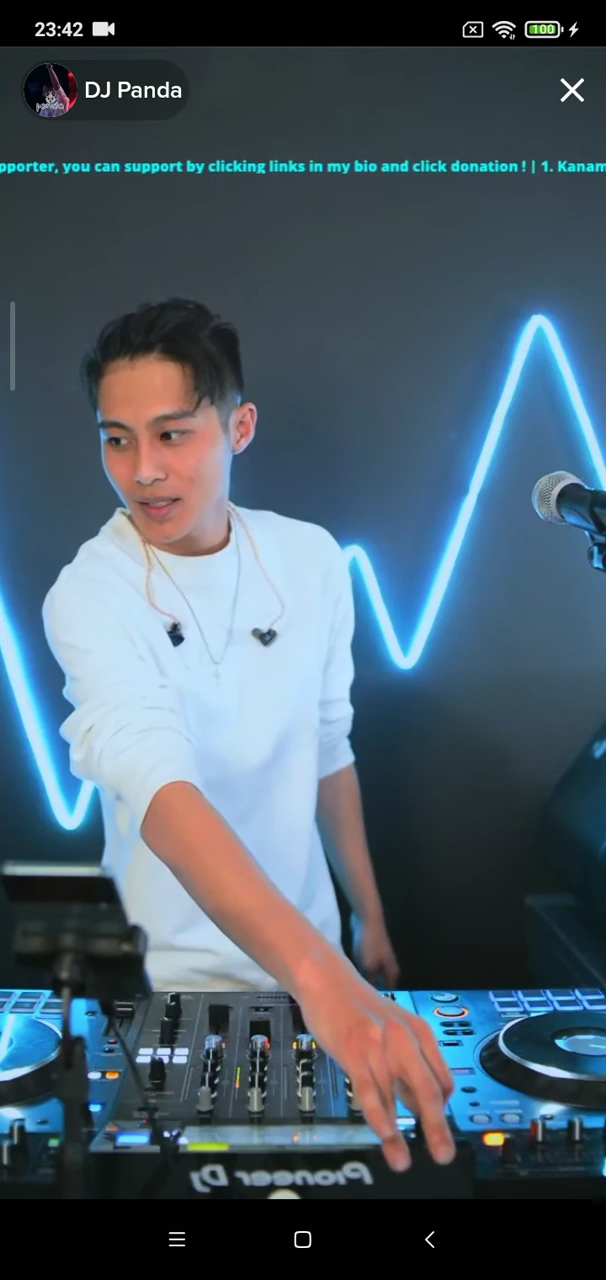 23:42
100
DJ Panda
pporter, you can support by clicking links in my bio and click donation ! | 1. Kanam
Pioneer Dj